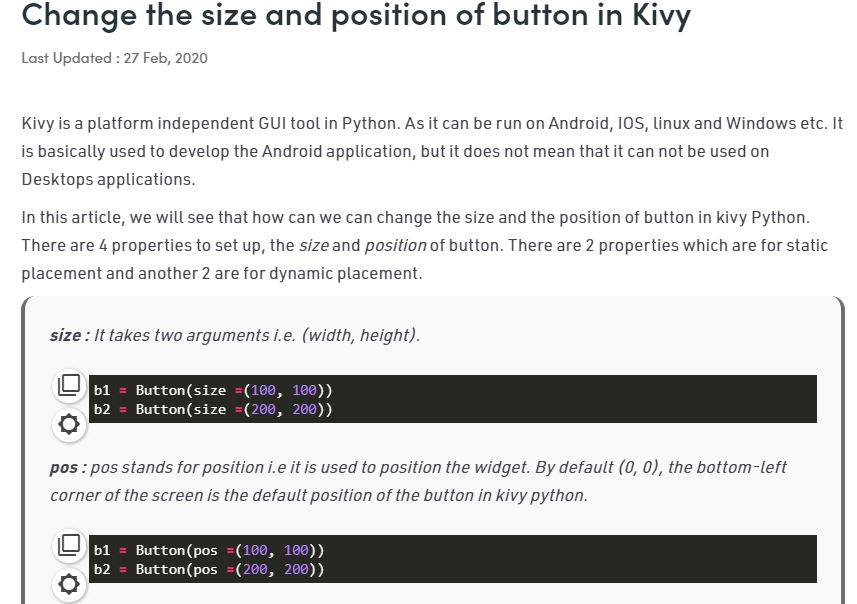 Change the size and position of button in Kivy
Last Updated : 27 Feb, 2020
Kivy is a platform independent GUI tool in Python. As it can be run on Android, IOS, linux and Windows etc. It
is basically used to develop the Android application, but it does not mean that it can not be used on
Desktops applications.
In this article, we will see that how can we can change the size and the position of button in kivy Python.
There are 4 properties to set up, the size and position of button. There are 2 properties which are for static
placement and another 2 are for dynamic placement.
size : It takes two arguments i.e. (width, height).
b1 = Button(size =(100, 100))
b2 = Button(size =(200, 200))
pos : pos stands for position i.e it is used to position the widget. By default (0, 0), the bottom-left
corner of the screen is the default position of the button in kivy python.
b1 = Button(pos =(100, 100))
b2 = Button(pos =(200, 200))